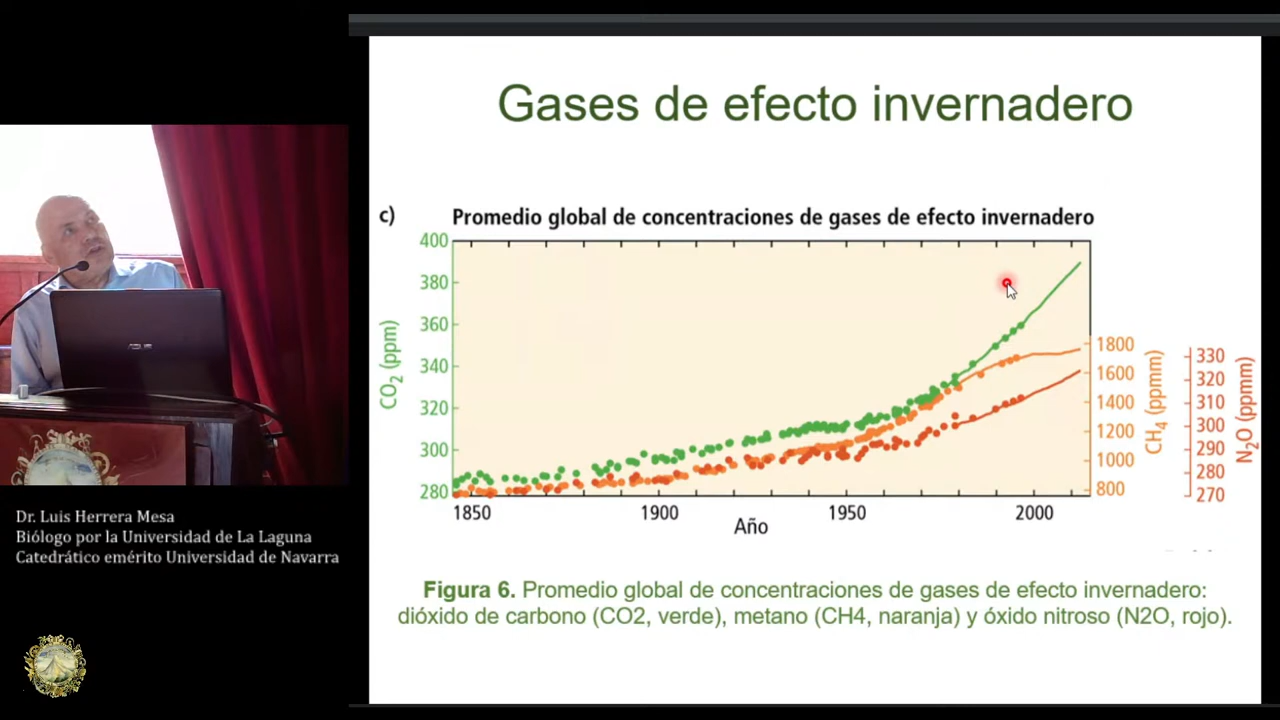 Gases de efecto invernadero
c) Promedio global de concentraciones de gases de efecto invernadero
400
380
360
340
320
300
280
CO2 (ppm)
1800
1600
1400
1200
1000
800
CH4 (ppmm)
330
320
310
300
290
280
270
N2O (ppmm)
1850 1900 1950 2000
Año
Figura 6. Promedio global de concentraciones de gases de efecto invernadero:
dióxido de carbono (CO2, verde), metano (CH4, naranja) y óxido nitroso (N2O, rojo).
ASUS
Dr. Luis Herrera Mesa
Biólogo por la Universidad de La Laguna
Catedrático emérito Universidad de Navarra